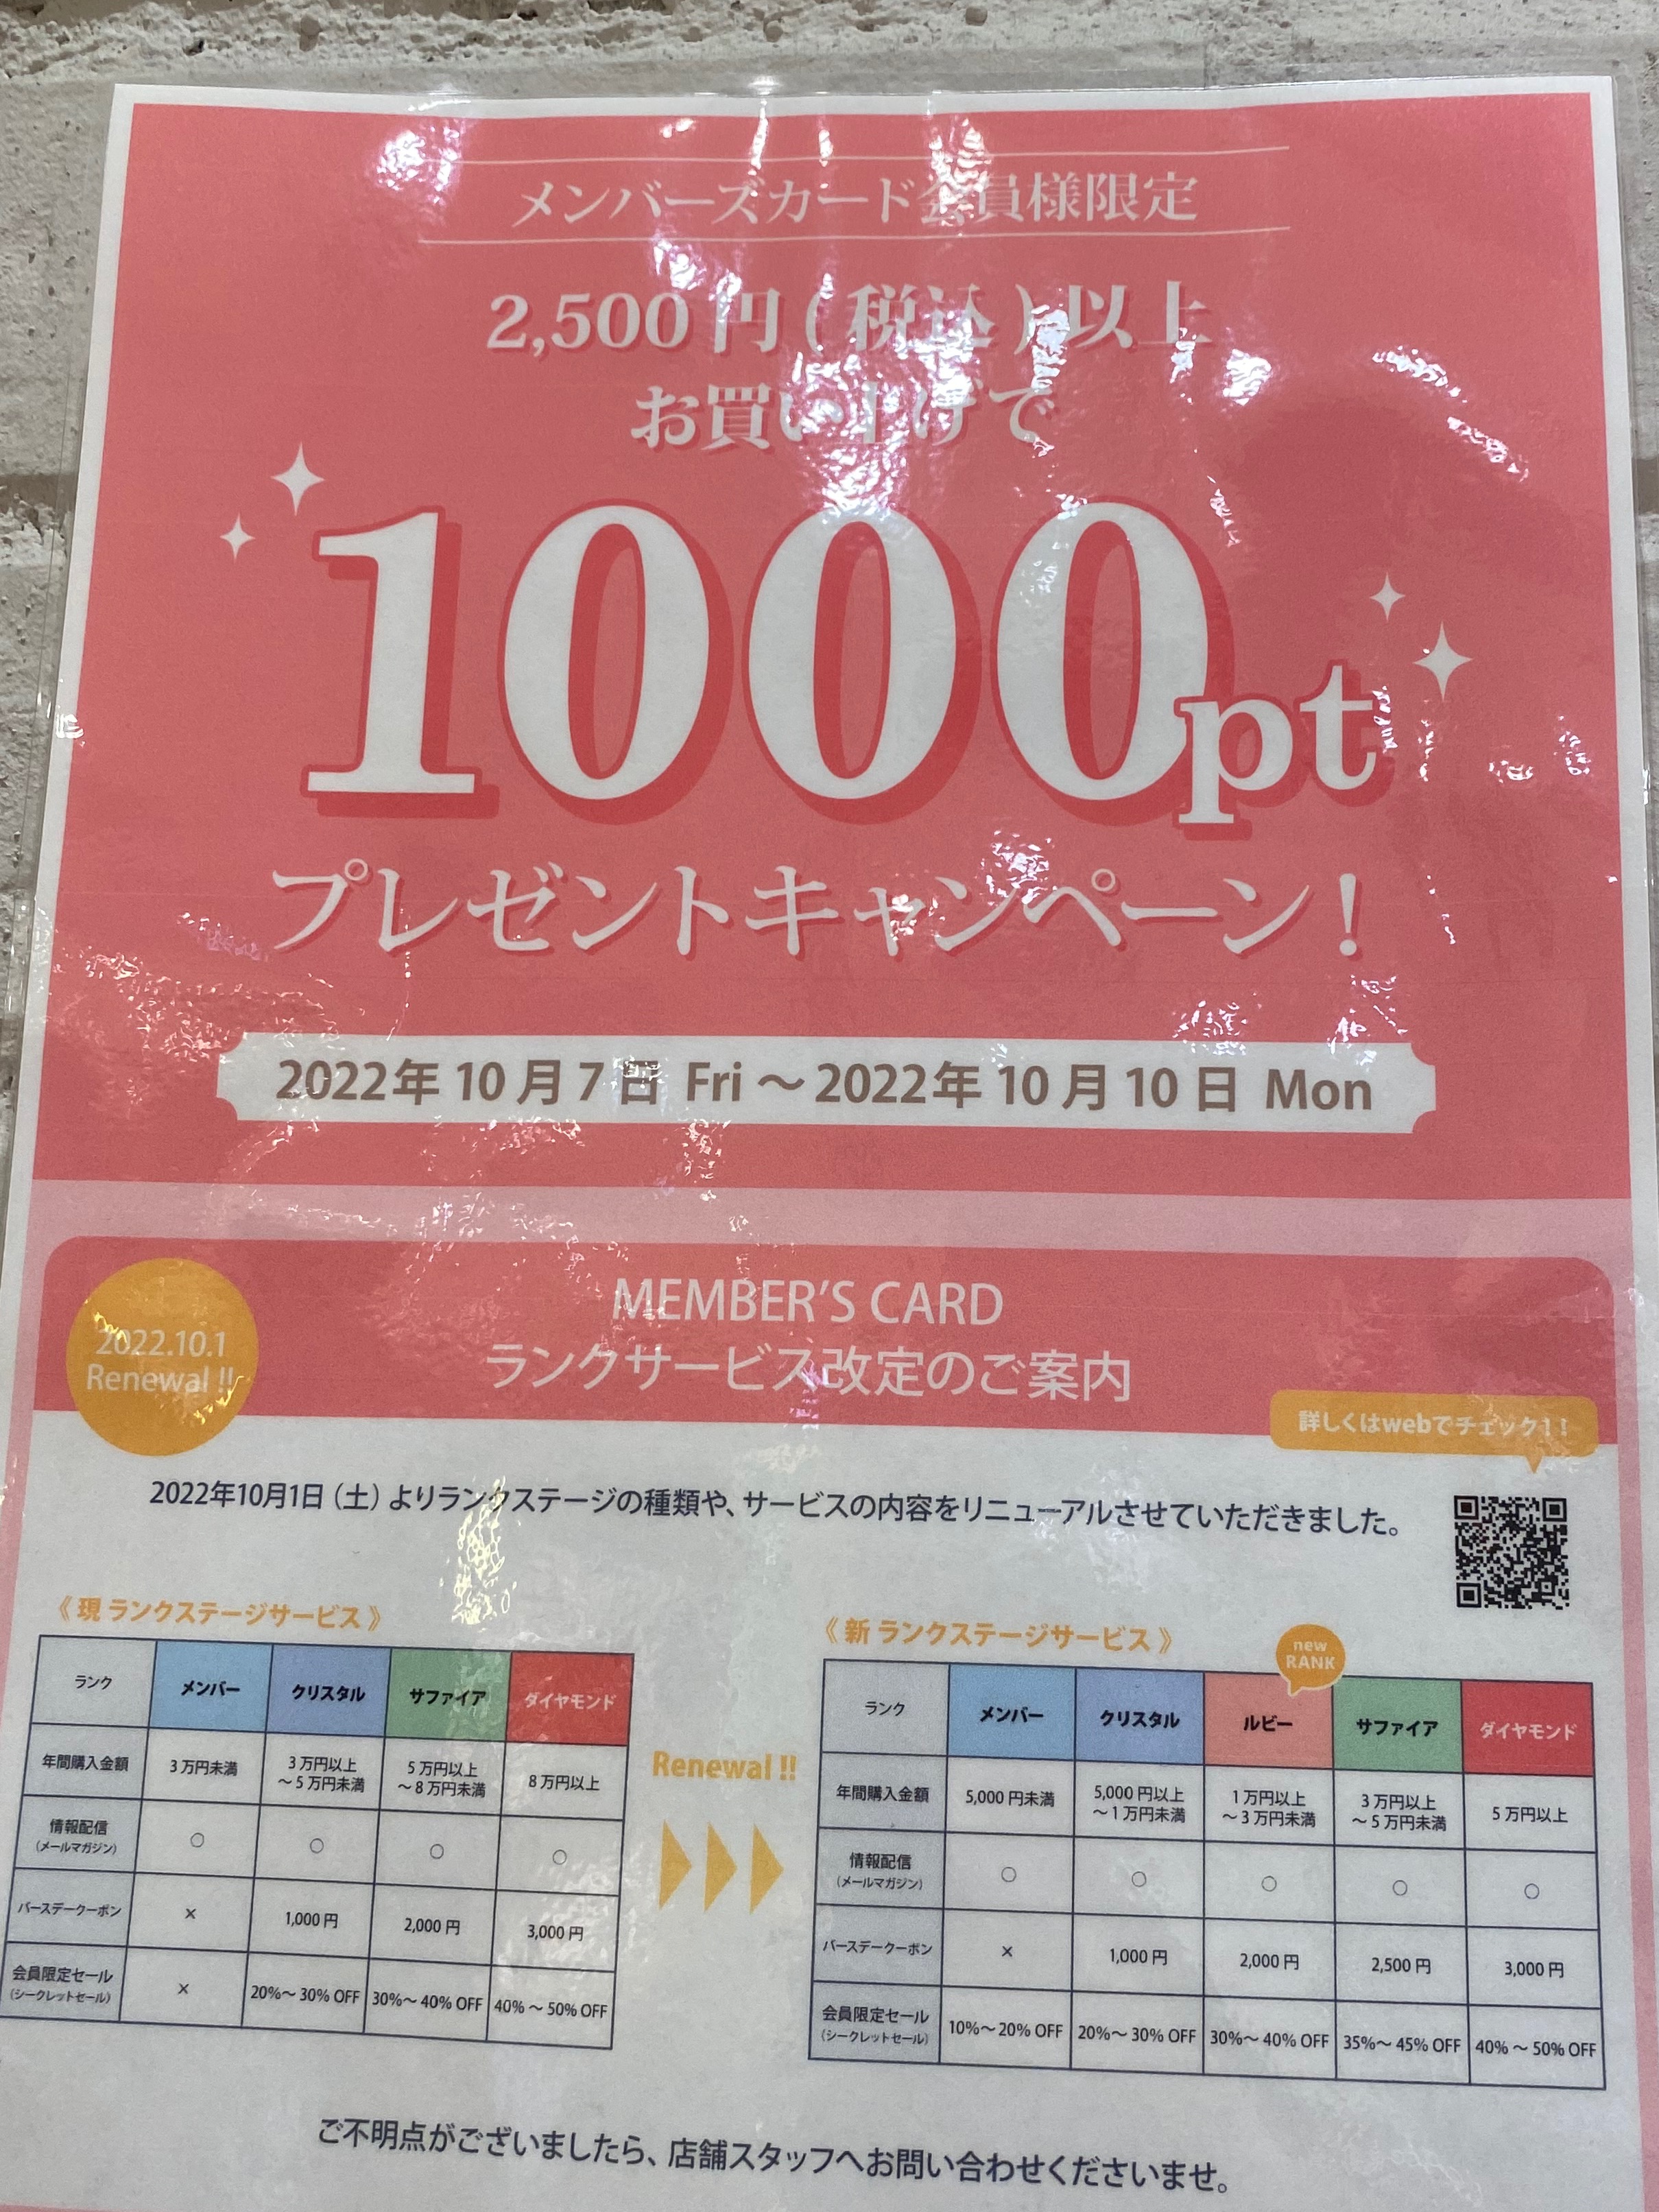 メンバーズカード会員様限定
2,500円(税込)以上
お買い上げで
1000pt
プレゼントキャンペーン!
2022年10月7日 Fri 〜 2022年10月10日 Mon
2022.10.1
Renewal !!
MEMBER'S CARD
ランクサービス改定のご案内
詳しくはwebでチェック!!
2022年10月1日(土)よりランクステージの種類や、サービスの内容をリニューアルさせていただきました。
《現 ランクステージサービス》
ランク メンバー クリスタル サファイア ダイヤモンド
年間購入金額 3万円未満 3万円以上〜5万円未満 5万円以上〜8万円未満 8万円以上
情報配信(メールマガジン) ○ ○ ○ ○
バースデークーポン × 1,000円 2,000円 3,000円
会員限定セール(シークレットセール) × 20%〜30% OFF 30%〜40% OFF 40%〜50% OFF
Renewal !!
《新 ランクステージサービス》
new
RANK
ランク メンバー クリスタル ルビー サファイア ダイヤモンド
年間購入金額 5,000円未満 5,000円以上〜1万円未満 1万円以上〜3万円未満 3万円以上〜5万円未満 5万円以上
情報配信(メールマガジン) ○ ○ ○ ○ ○
バースデークーポン × 1,000円 2,000円 2,500円 3,000円
会員限定セール(シークレットセール) 10%〜20% OFF 20%〜30% OFF 30%〜40% OFF 35%〜45% OFF 40%〜50% OFF
ご不明点がございましたら、店舗スタッフへお問い合わせくださいませ。